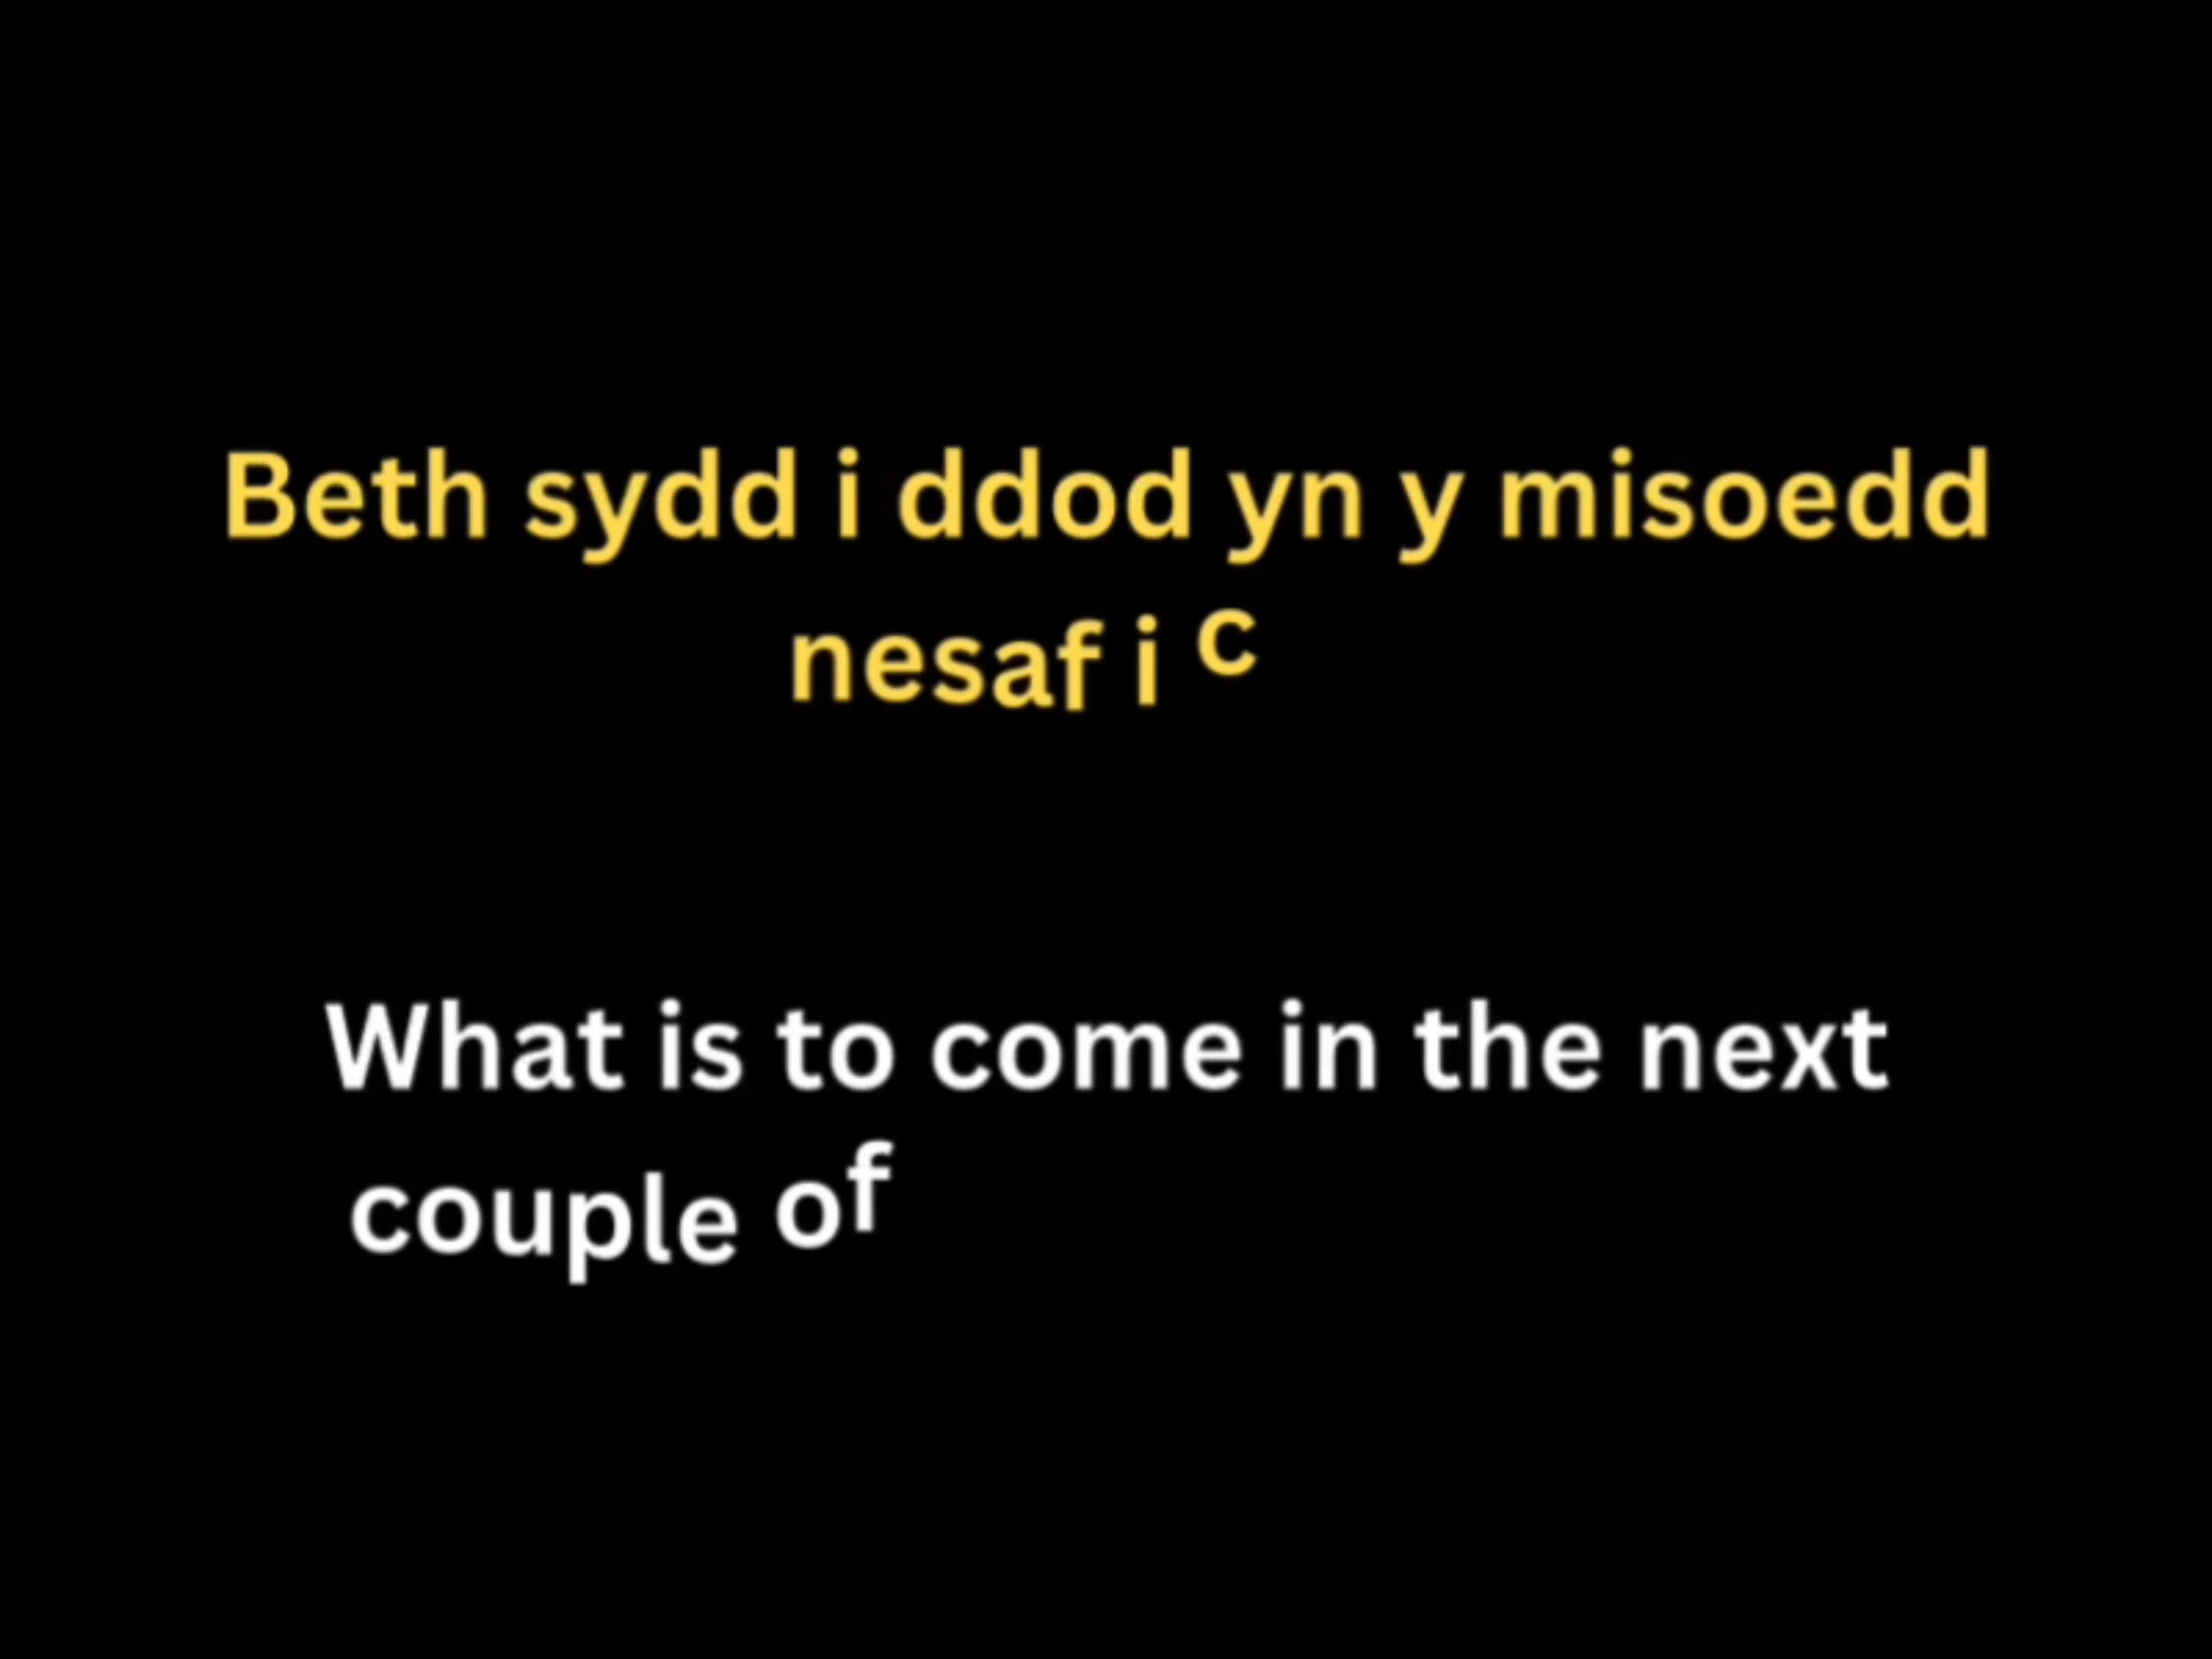 Beth sydd i ddod yn y misoedd
nesaf i c
What is to come in the next
couple of